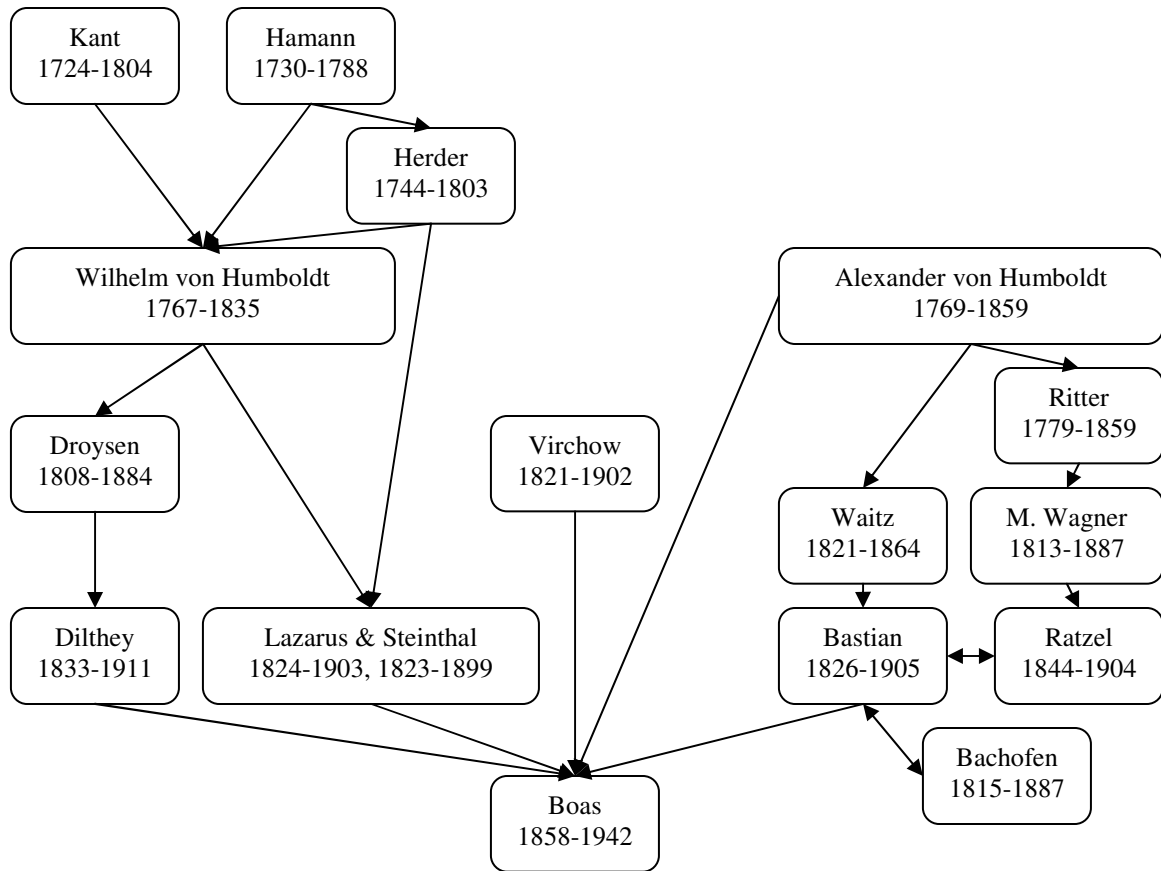 Kant
1724-1804
Hamann
1730-1788
Herder
1744-1803
Wilhelm von Humboldt
1767-1835
Alexander von Humboldt
1769-1859
Ritter
1779-1859
Droysen
1808-1884
Virchow
1821-1902
Waitz
1821-1864
M. Wagner
1813-1887
Dilthey
1833-1911
Lazarus & Steinthal
1824-1903, 1823-1899
Bastian
1826-1905
Ratzel
1844-1904
Bachofen
1815-1887
Boas
1858-1942